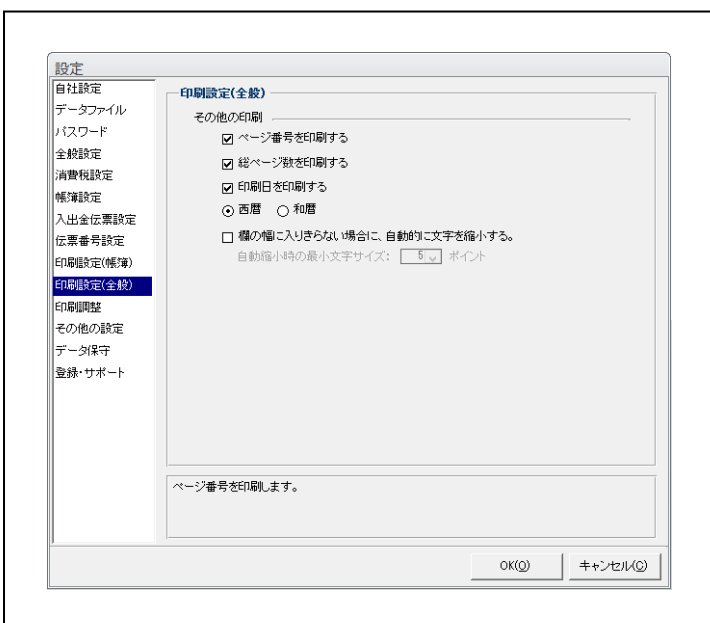 設定
自社設定
データファイル
パスワード
全般設定
消費税設定
帳簿設定
入出金伝票設定
伝票番号設定
印刷設定(帳簿)
印刷設定(全般)
印刷調整
その他の設定
データ保守
登録・サポート
印刷設定(全般)
その他の印刷
ページ番号を印刷する
総ページ数を印刷する
印刷日を印刷する
西暦 和暦
欄の幅に入りきらない場合に、自動的に文字を縮小する。
自動縮小時の最小文字サイズ: 5 ポイント
ページ番号を印刷します。
OK(O) キャンセル(C)